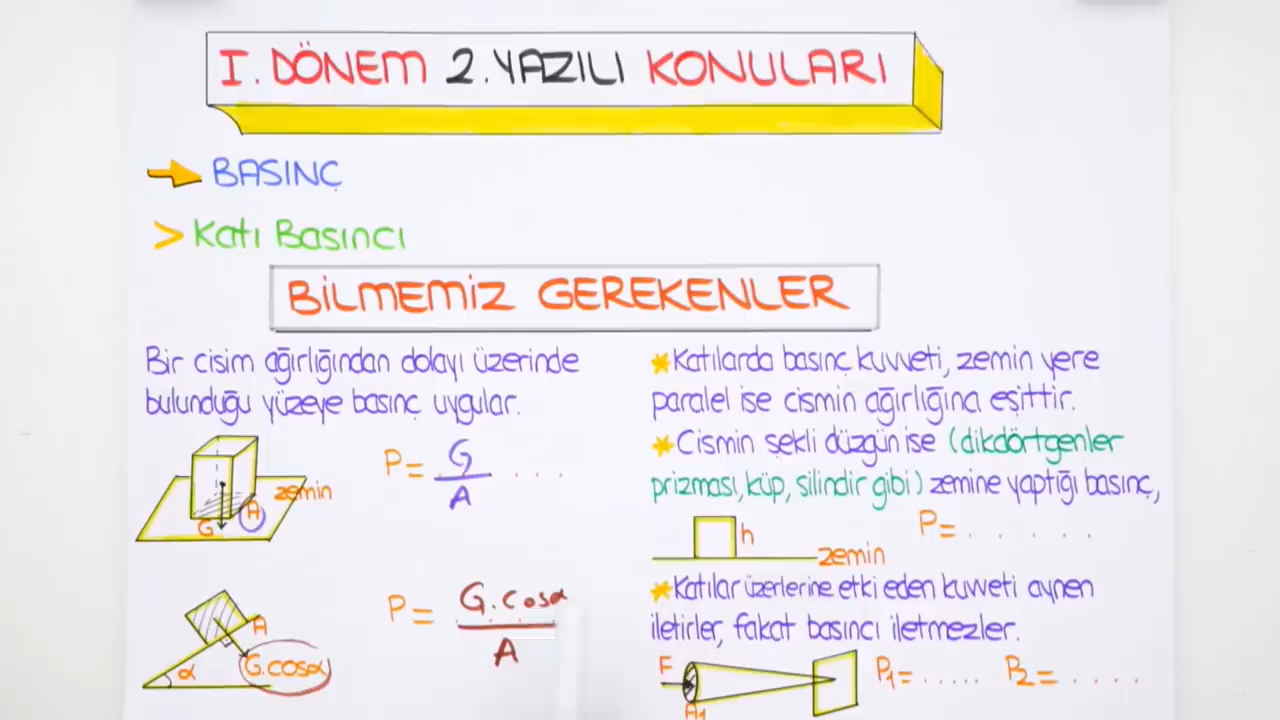 I. DÖNEM 2. YAZILI KONULARI
BASINÇ
> Katı Basıncı
BİLMEMİZ GEREKENLER
Bir cisim ağırlığından dolayı üzerinde
bulunduğu yüzeye basınç uygular.
P = G / A . . . .
zemin
A
G
P = G.cosα / A
A
α
G.cosα
*Katılarda basınç kuvveti, zemin yere
paralel ise cismin ağırlığına eşittir.
*Cismin şekli düzgün ise (dikdörtgenler
prizması, küp, silindir gibi) zemine yaptığı basınç,
h
zemin
P = . . . . .
*Katılar üzerlerine etki eden kuvveti aynen
iletirler, fakat basıncı iletmezler.
F
A1
P1 = ..... P2 = . . . .